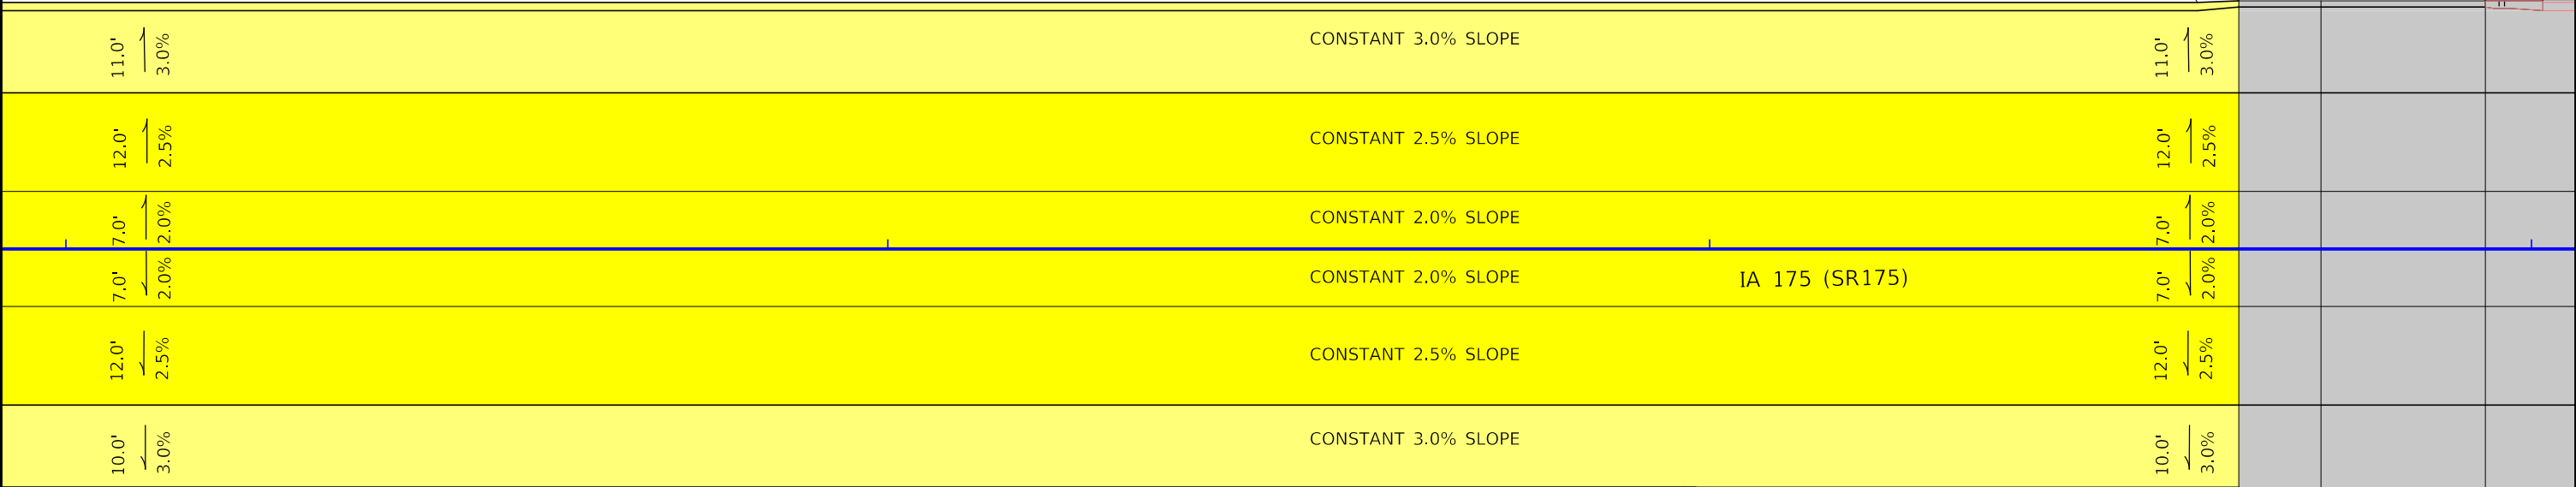 11.0' 3.0% CONSTANT 3.0% SLOPE 11.0' 3.0%
12.0' 2.5% CONSTANT 2.5% SLOPE 12.0' 2.5%
7.0' 2.0% CONSTANT 2.0% SLOPE 7.0' 2.0%
7.0' 2.0% CONSTANT 2.0% SLOPE IA 175 (SR175) 7.0' 2.0%
12.0' 2.5% CONSTANT 2.5% SLOPE 12.0' 2.5%
10.0' 3.0% CONSTANT 3.0% SLOPE 10.0' 3.0%